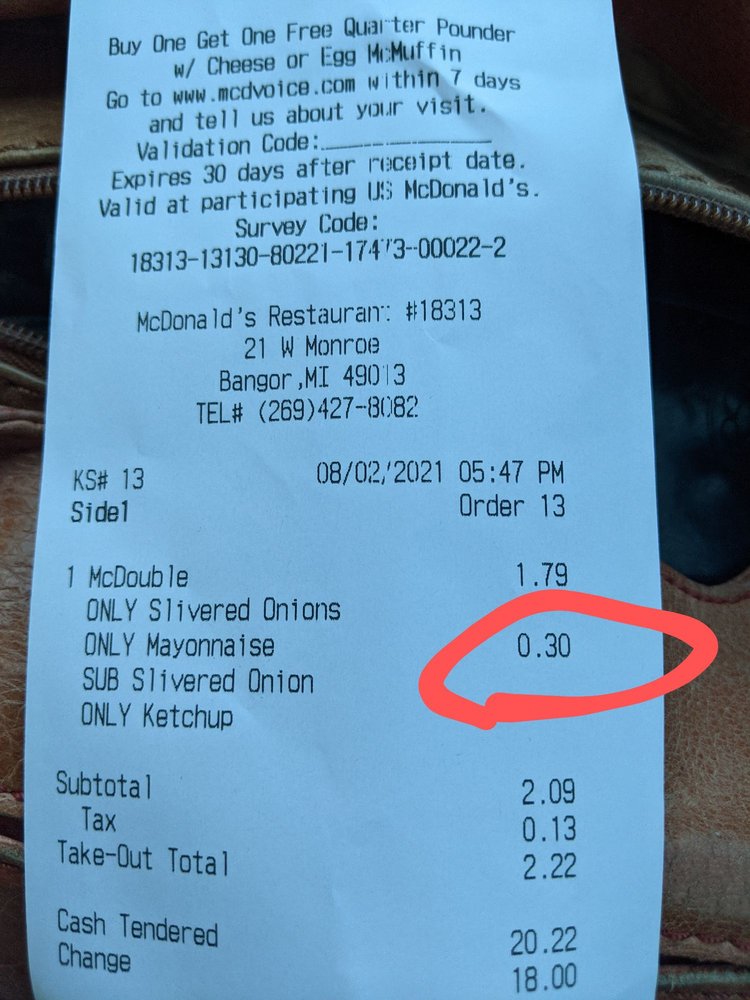 Buy One Get One Free Quarter Pounder
w/ Cheese or Egg McMuffin
Go to www.mcdvoice.com within 7 days
and tell us about your visit.
Validation Code:_______________
Expires 30 days after receipt date.
Valid at participating US McDonald's.
Survey Code:
18313-13130-80221-17473-00022-2
McDonald's Restaurant #18313
21 W Monroe
Bangor,MI 49013
TEL# (269)427-8082
KS# 13 08/02/2021 05:47 PM
Side1 Order 13
1 McDouble 1.79
ONLY Slivered Onions
ONLY Mayonnaise 0.30
SUB Slivered Onion
ONLY Ketchup
Subtotal 2.09
Tax 0.13
Take-Out Total 2.22
Cash Tendered 20.22
Change 18.00